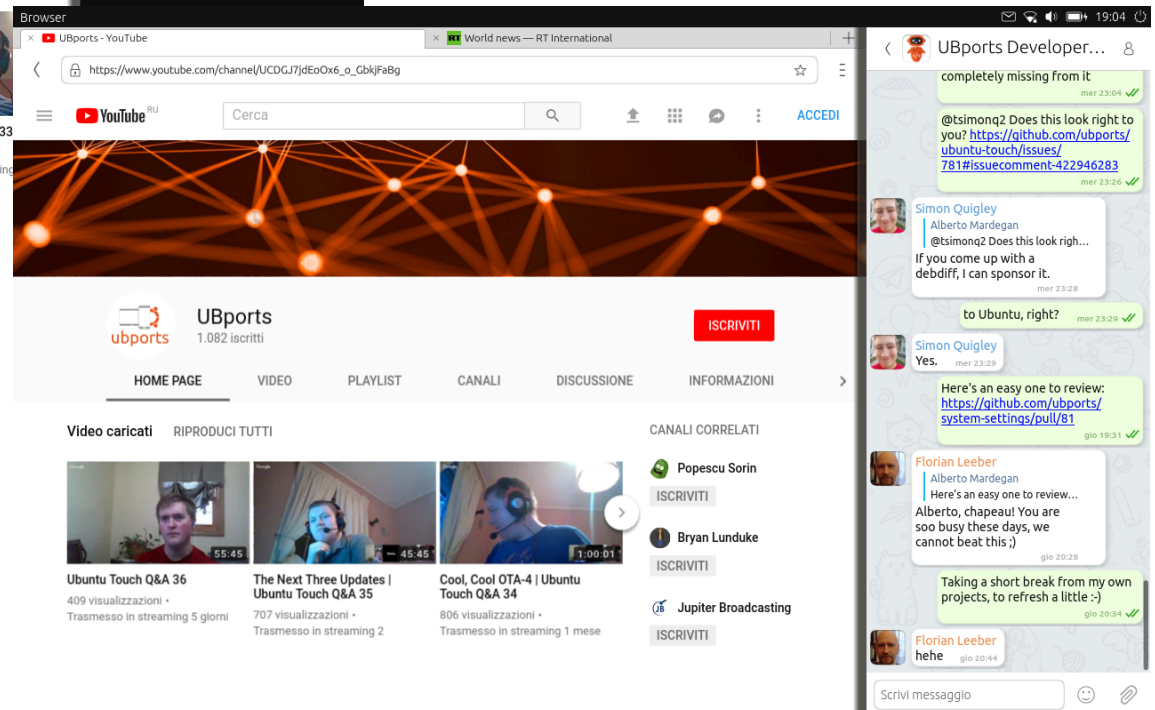 Browser
19:04
× UBports - YouTube
× RT World news — RT International
https://www.youtube.com/channel/UCDGJ7jdEoOx6_o_GbkjFaBg
YouTube RU
Cerca
ACCEDI
33
ing
ubports
UBports
1.082 iscritti
ISCRIVITI
HOME PAGE VIDEO PLAYLIST CANALI DISCUSSIONE INFORMAZIONI
Video caricati RIPRODUCI TUTTI
Google
55:45
Ubuntu Touch Q&A 36
409 visualizzazioni •
Trasmesso in streaming 5 giorni
Google
45:45
The Next Three Updates |
Ubuntu Touch Q&A 35
707 visualizzazioni •
Trasmesso in streaming 2
Google
1:00:01
Cool, Cool OTA-4 | Ubuntu
Touch Q&A 34
806 visualizzazioni •
Trasmesso in streaming 1 mese
CANALI CORRELATI
Popescu Sorin
ISCRIVITI
Bryan Lunduke
ISCRIVITI
JB
Jupiter Broadcasting
ISCRIVITI
UBports Developer...
completely missing from it
mer 23:04
@tsimonq2 Does this look right to
you? https://github.com/ubports/
ubuntu-touch/issues/
781#issuecomment-422946283
mer 23:26
Simon Quigley
Alberto Mardegan
@tsimonq2 Does this look righ...
If you come up with a
debdiff, I can sponsor it.
mer 23:28
to Ubuntu, right? mer 23:29
Simon Quigley
Yes. mer 23:29
Here's an easy one to review:
https://github.com/ubports/
system-settings/pull/81
gio 19:31
Florian Leeber
Alberto Mardegan
Here's an easy one to review...
Alberto, chapeau! You are
soo busy these days, we
cannot beat this ;)
gio 20:28
Taking a short break from my own
projects, to refresh a little :-)
gio 20:34
Florian Leeber
hehe gio 20:44
Scrivi messaggio